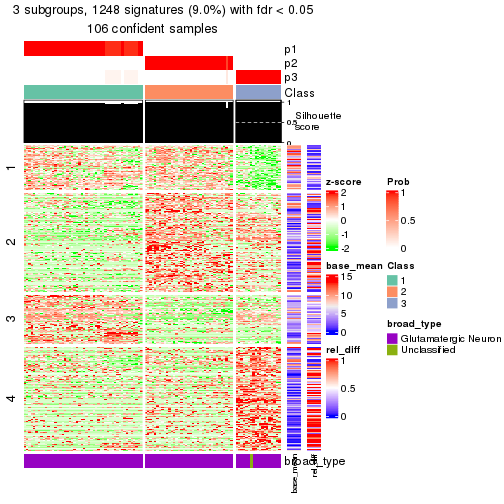 3 subgroups, 1248 signatures (9.0%) with fdr < 0.05
106 confident samples
p1
p2
p3
Class
1
0.5
0
Silhouette
score
1
2
3
4
z-score
2
1
0
-1
-2
Prob
1
0.5
0
base_mean
15
10
5
0
Class
1
2
3
rel_diff
1
0.5
0
broad_type
Glutamatergic Neuron
Unclassified
broad_type
base_mean
rel_diff